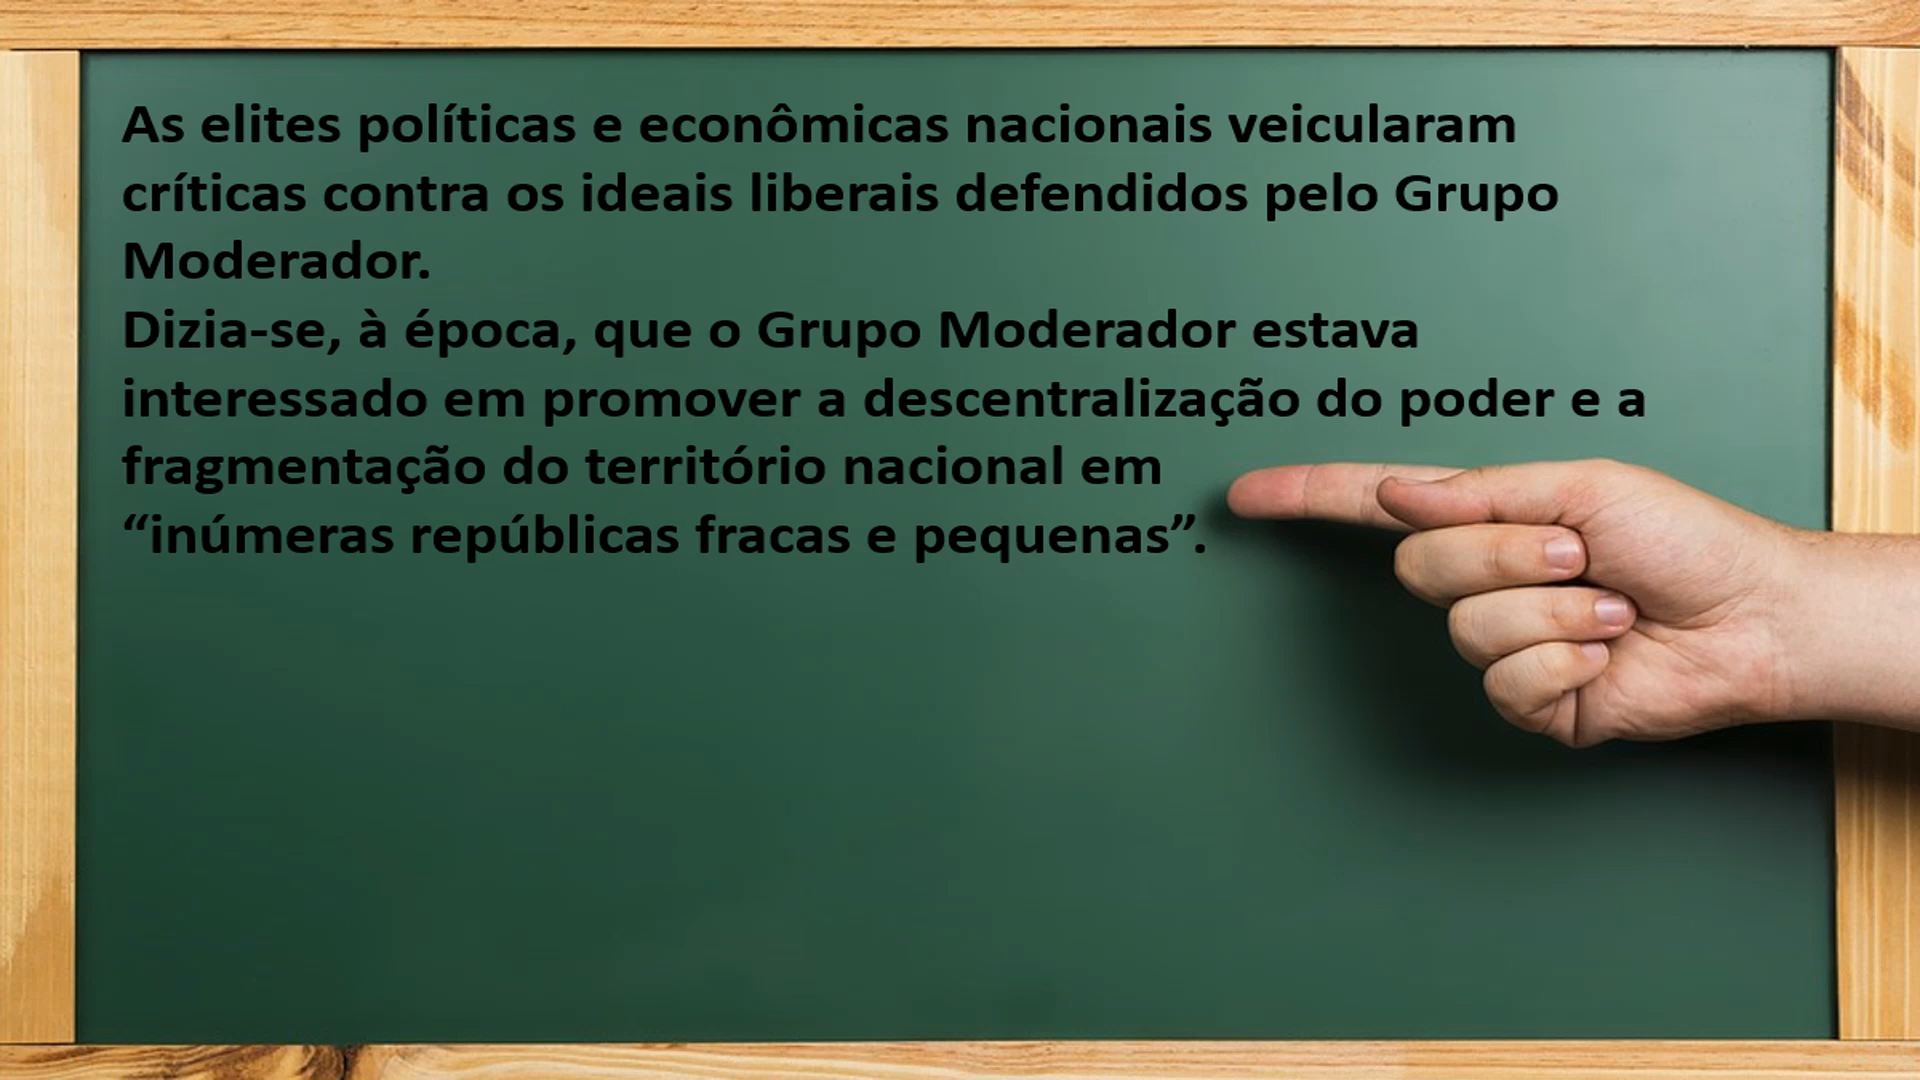 As elites políticas e econômicas nacionais veicularam
críticas contra os ideais liberais defendidos pelo Grupo
Moderador.
Dizia-se, à época, que o Grupo Moderador estava
interessado em promover a descentralização do poder e a
fragmentação do território nacional em
“inúmeras repúblicas fracas e pequenas”.